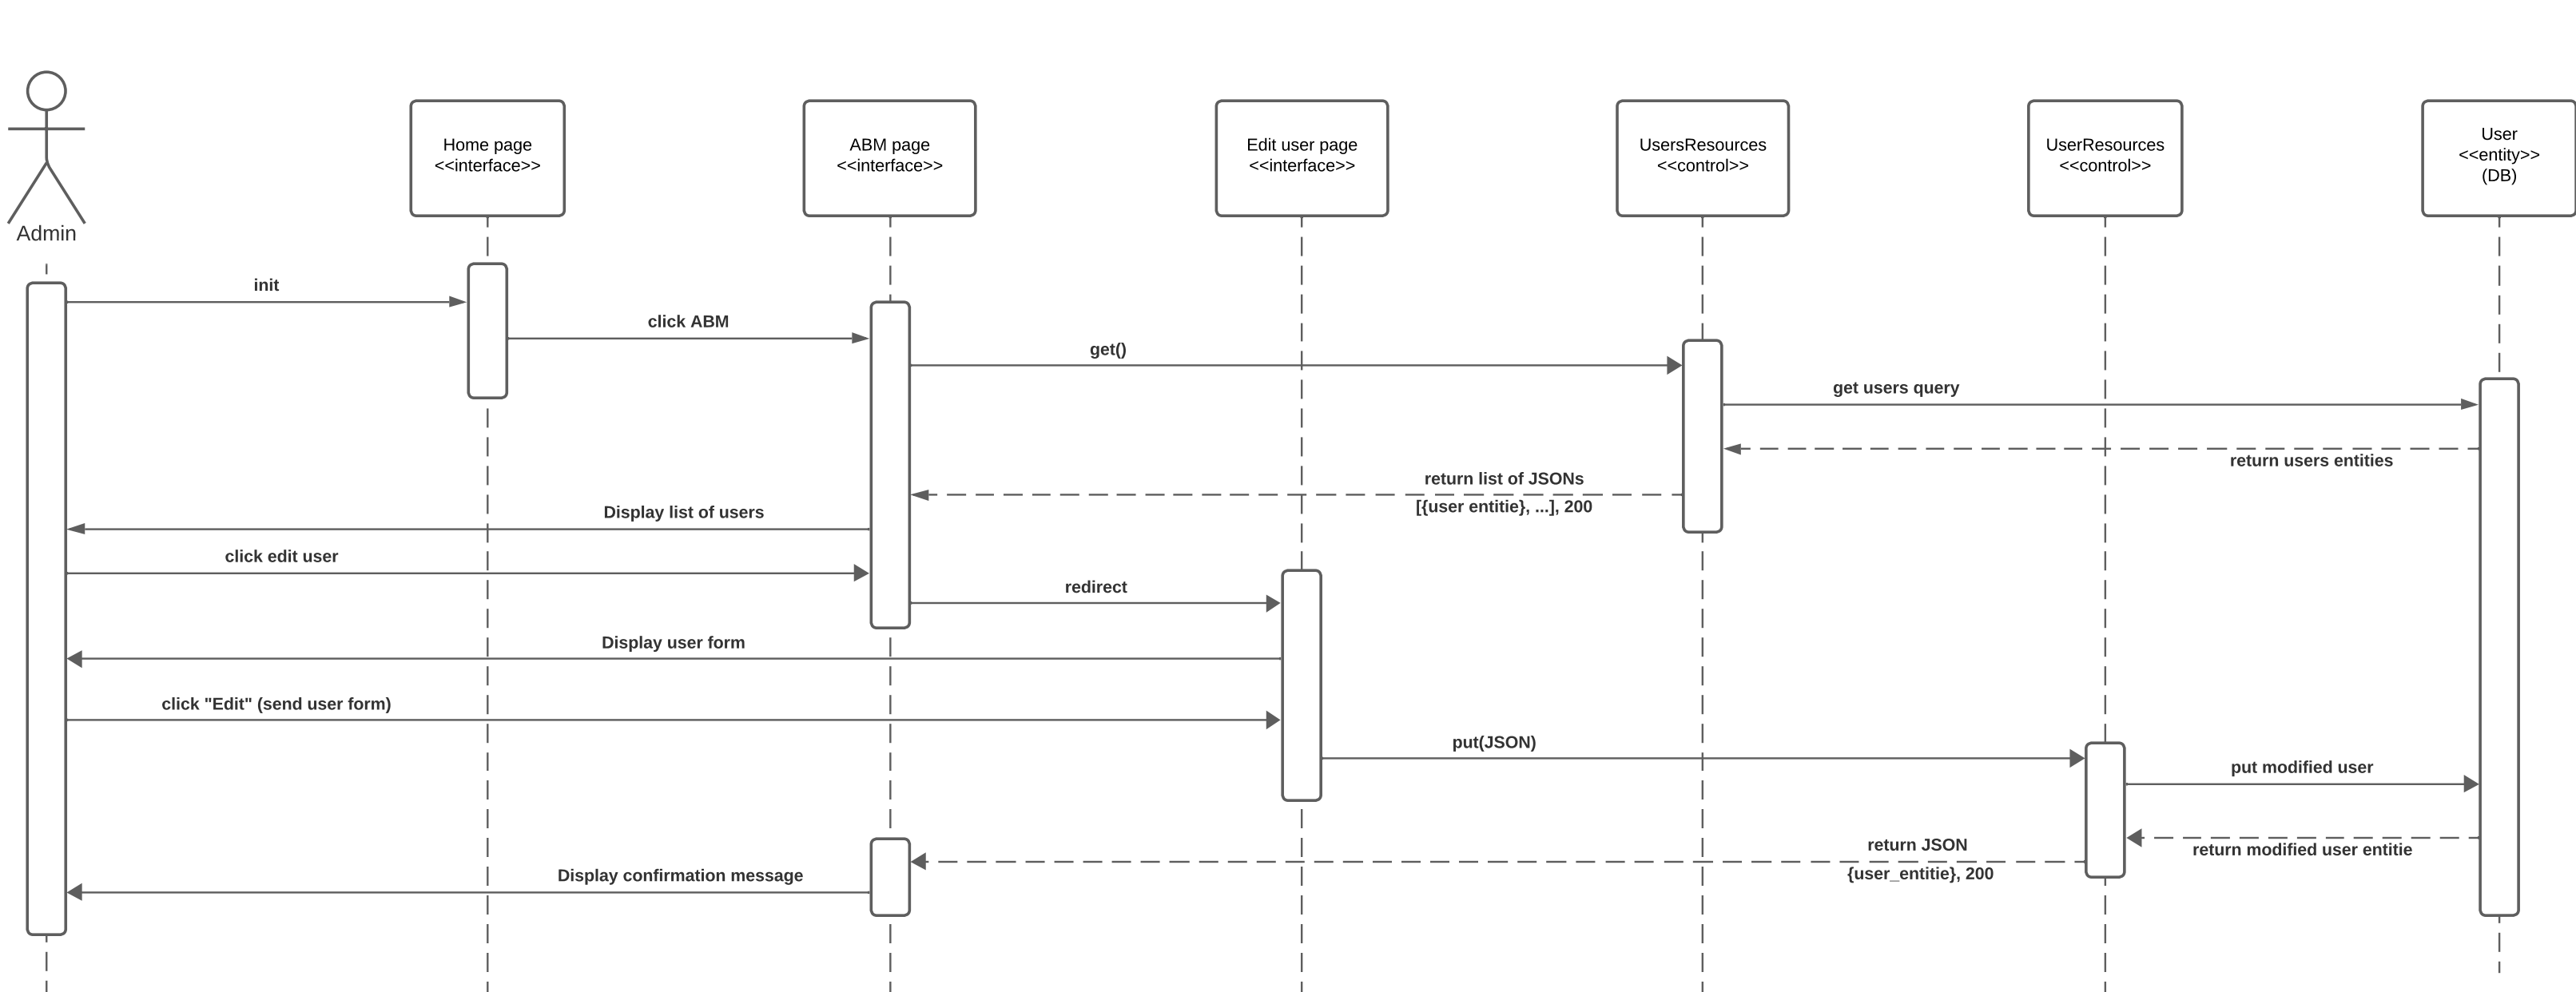 Home page
<<interface>>
ABM page
<<interface>>
Edit user page
<<interface>>
UsersResources
<<control>>
UserResources
<<control>>
User
<<entity>>
(DB)
Admin
init
click ABM
get()
get users query
return users entities
return list of JSONs
[{user entitie}, ...], 200
Display list of users
click edit user
redirect
Display user form
click "Edit" (send user form)
put(JSON)
put modified user
return modified user entitie
return JSON
{user_entitie}, 200
Display confirmation message